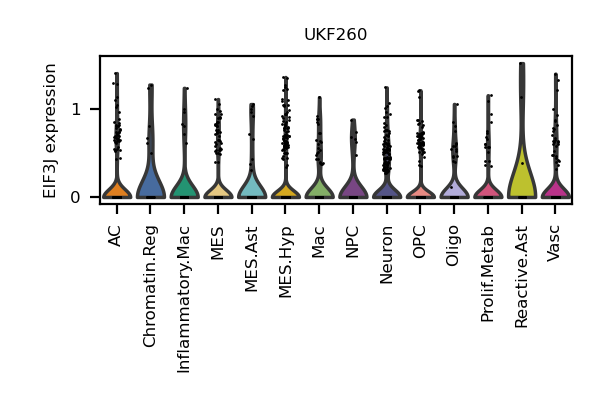 UKF260
EIF3J expression
1
0
AC
Chromatin.Reg
Inflammatory.Mac
MES
MES.Ast
MES.Hyp
Mac
NPC
Neuron
OPC
Oligo
Prolif.Metab
Reactive.Ast
Vasc